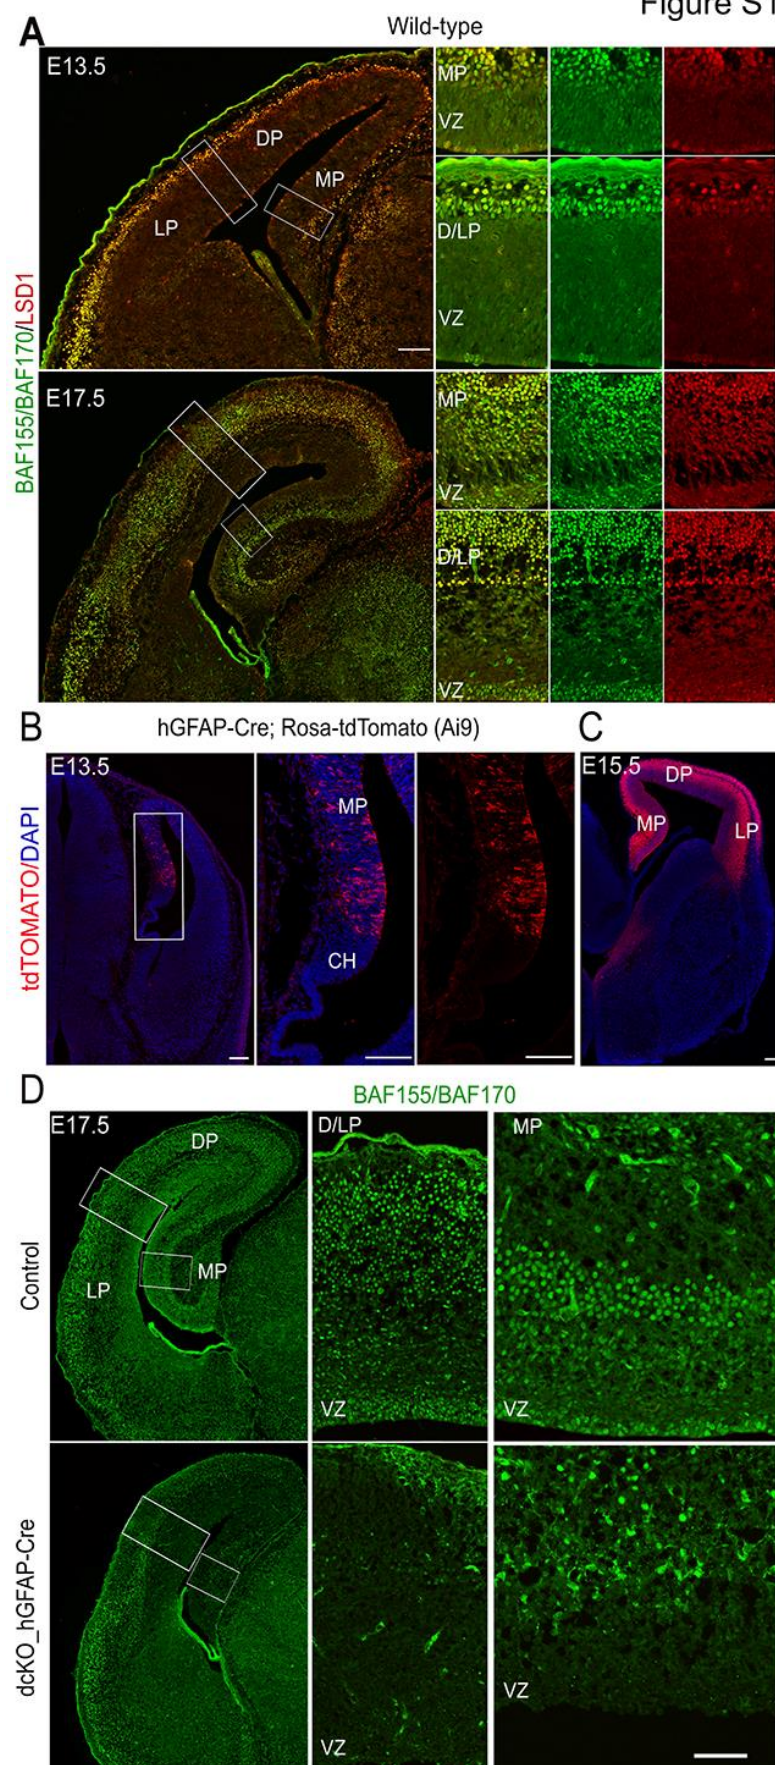 Figure S1
A
Wild-type
E13.5
DP
MP
LP
MP
VZ
D/LP
VZ
BAF155/BAF170/LSD1
E17.5
MP
VZ
D/LP
VZ
B
hGFAP-Cre; Rosa-tdTomato (Ai9)
C
E13.5
MP
CH
E15.5
DP
MP
LP
tdTOMATO/DAPI
D
BAF155/BAF170
E17.5
DP
LP
MP
D/LP
VZ
MP
VZ
Control
VZ
VZ
dcKO_hGFAP-Cre